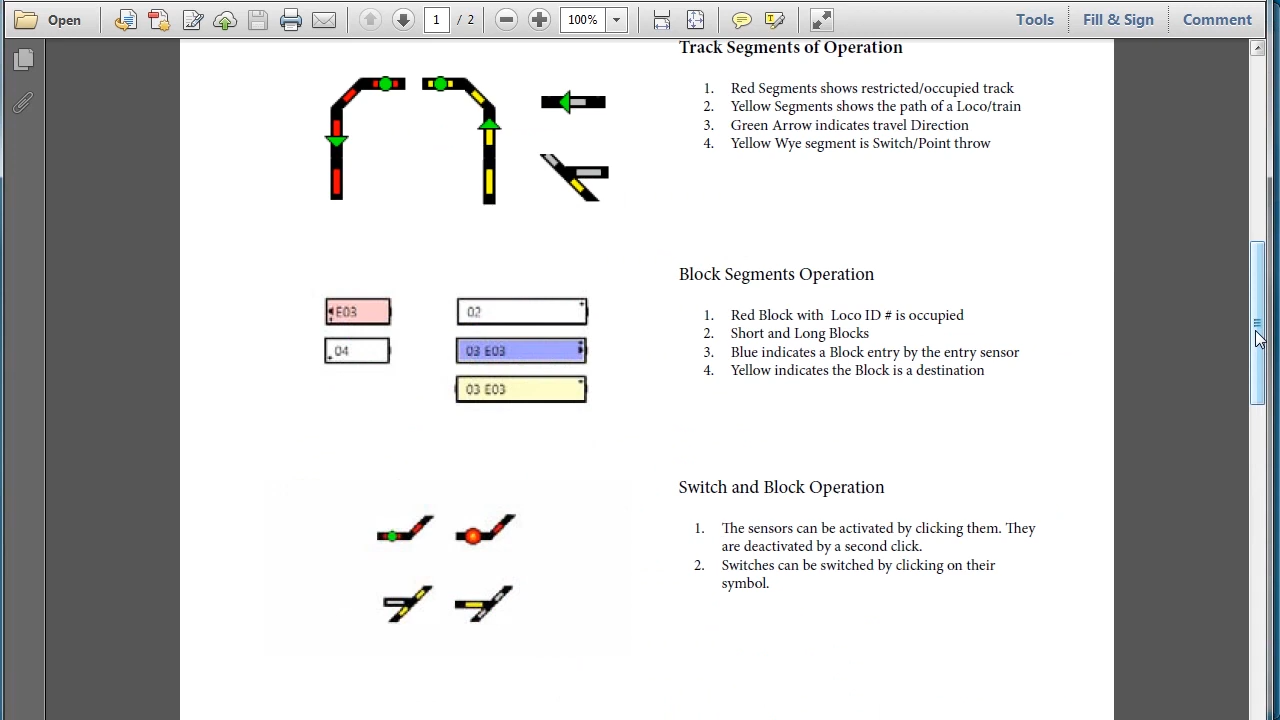 Open
1 / 2
100%
Tools
Fill & Sign
Comment
Track Segments of Operation
1. Red Segments shows restricted/occupied track
2. Yellow Segments shows the path of a Loco/train
3. Green Arrow indicates travel Direction
4. Yellow Wye segment is Switch/Point throw
Block Segments Operation
E03
02
04
03 E03
03 E03
1. Red Block with Loco ID # is occupied
2. Short and Long Blocks
3. Blue indicates a Block entry by the entry sensor
4. Yellow indicates the Block is a destination
Switch and Block Operation
1. The sensors can be activated by clicking them. They
are deactivated by a second click.
2. Switches can be switched by clicking on their
symbol.